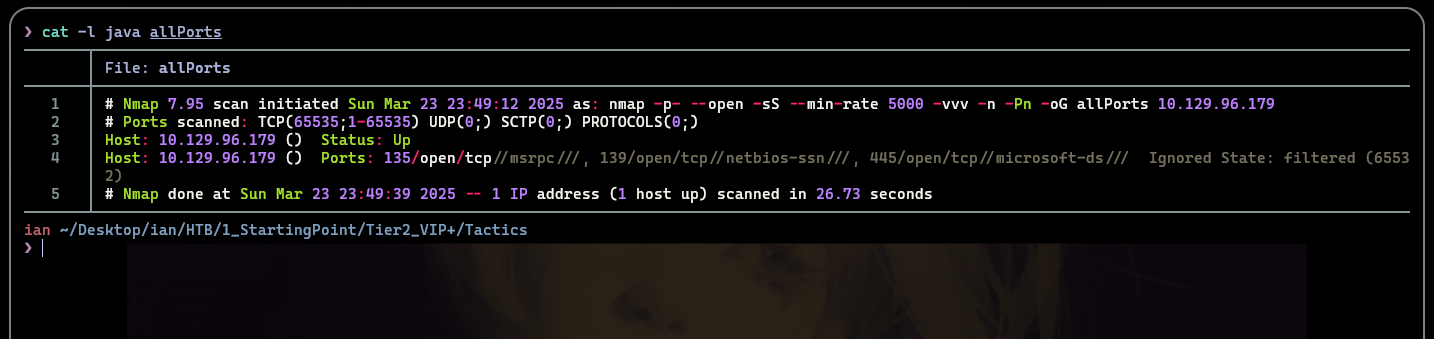 ❯ cat -l java allPorts
File: allPorts
1 # Nmap 7.95 scan initiated Sun Mar 23 23:49:12 2025 as: nmap -p- --open -sS --min-rate 5000 -vvv -n -Pn -oG allPorts 10.129.96.179
2 # Ports scanned: TCP(65535;1-65535) UDP(0;) SCTP(0;) PROTOCOLS(0;)
3 Host: 10.129.96.179 ()  Status: Up
4 Host: 10.129.96.179 ()  Ports: 135/open/tcp//msrpc///, 139/open/tcp//netbios-ssn///, 445/open/tcp//microsoft-ds///  Ignored State: filtered (6553
2)
5 # Nmap done at Sun Mar 23 23:49:39 2025 -- 1 IP address (1 host up) scanned in 26.73 seconds
ian ~/Desktop/ian/HTB/1_StartingPoint/Tier2_VIP+/Tactics
❯